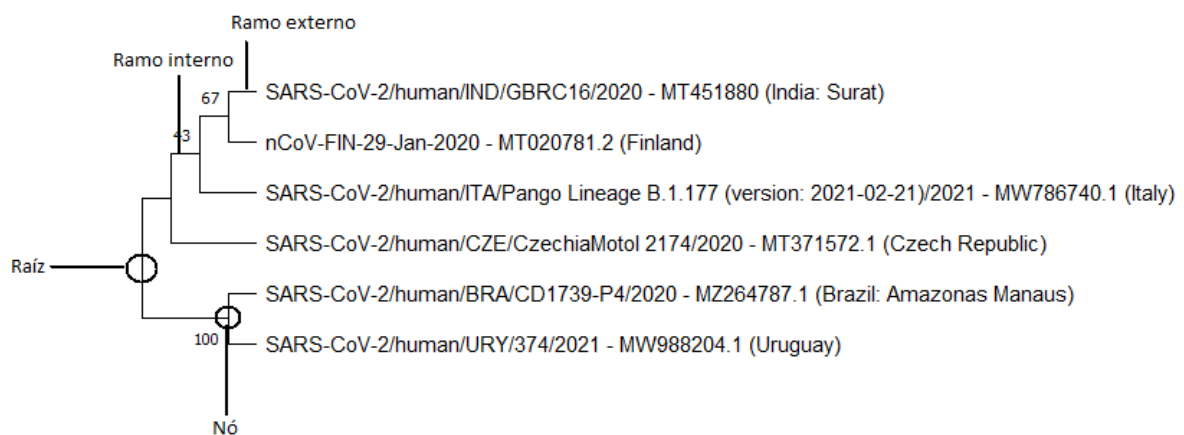 Ramo externo
Ramo interno
67
SARS-CoV-2/human/IND/GBRC16/2020 - MT451880 (India: Surat)
43
nCoV-FIN-29-Jan-2020 - MT020781.2 (Finland)
SARS-CoV-2/human/ITA/Pango Lineage B.1.177 (version: 2021-02-21)/2021 - MW786740.1 (Italy)
SARS-CoV-2/human/CZE/CzechiaMotol 2174/2020 - MT371572.1 (Czech Republic)
Raíz
SARS-CoV-2/human/BRA/CD1739-P4/2020 - MZ264787.1 (Brazil: Amazonas Manaus)
100
SARS-CoV-2/human/URY/374/2021 - MW988204.1 (Uruguay)
Nó